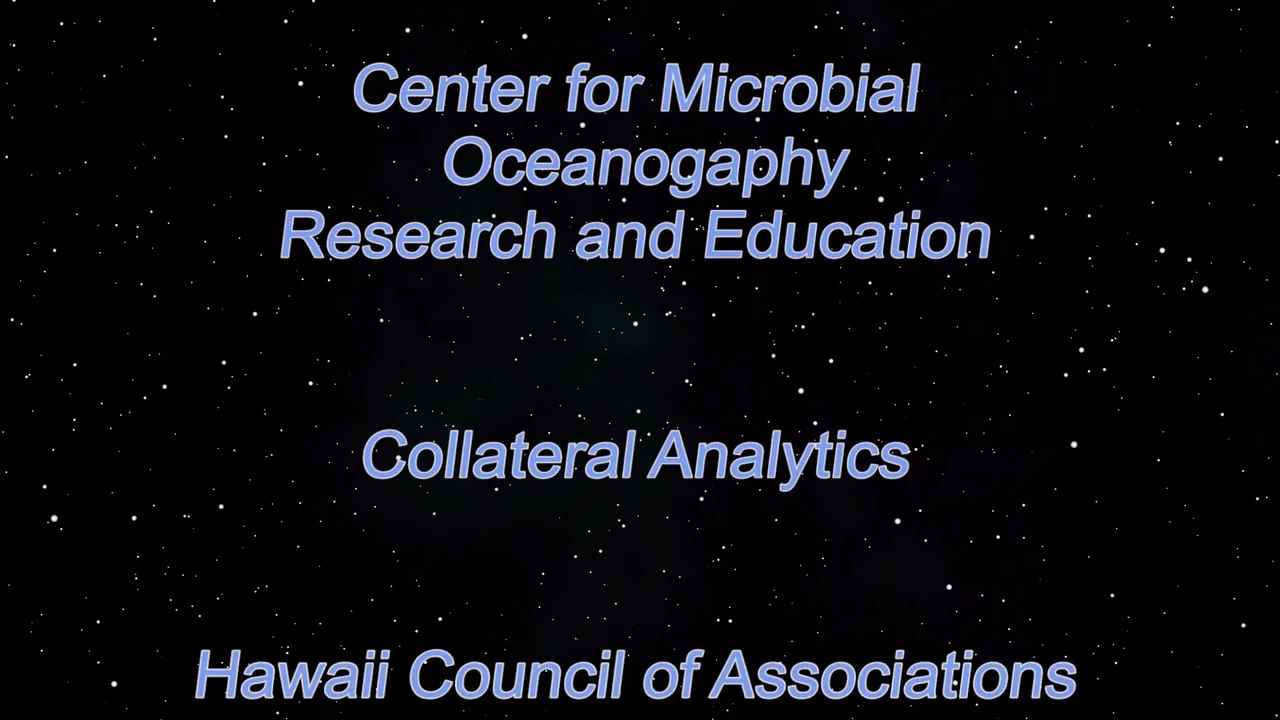 Center for Microbial
Oceanogaphy
Research and Education
Collateral Analytics
Hawaii Council of Associations